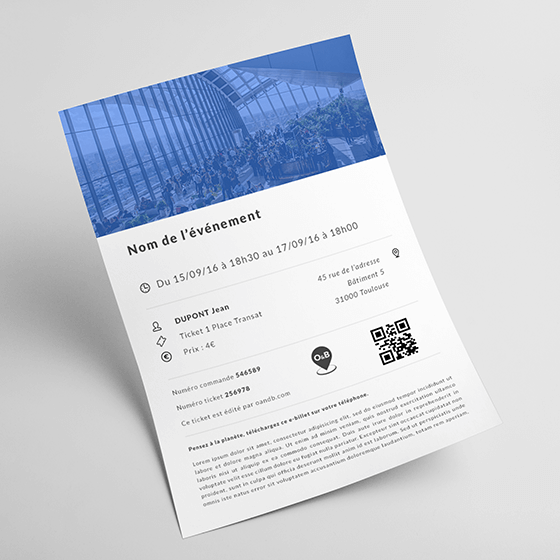 Nom de l'événement
Du 15/09/16 à 18h30 au 17/09/16 à 18h00
DUPONT Jean
Ticket 1 Place Transat
Prix : 4€
45 rue de l'adresse
Bâtiment 5
31000 Toulouse
Numéro commande 546589
Numéro ticket 256978
Ce ticket est édité par oandb.com
O&B
Pensez à la planète, téléchargez ce e-billet sur votre téléphone.
Lorem ipsum dolor sit amet, consectetur adipisicing elit, sed do eiusmod tempor incididunt ut
labore et dolore magna aliqua. Ut enim ad minim veniam, quis nostrud exercitation ullamco
laboris nisi ut aliquip ex ea commodo consequat. Duis aute irure dolor in reprehenderit in
voluptate velit esse cillum dolore eu fugiat nulla pariatur. Excepteur sint occaecat cupidatat non
proident, sunt in culpa qui officia deserunt mollit anim id est laborum. Sed ut perspiciatis unde
omnis iste natus error sit voluptatem accusantium doloremque laudantium, totam rem aperiam.